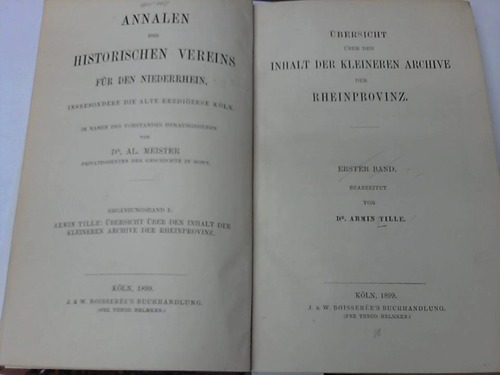 ANNALEN
DES
HISTORISCHEN VEREINS
FÜR DEN NIEDERRHEIN,
INSBESONDERE DIE ALTE ERZDIÖCESE KÖLN.
IM NAMEN DES VORSTANDES HERAUSGEGEBEN
VON
DR. AL. MEISTER
PRIVATDOZENTEN DER GESCHICHTE IN BONN.
ERGÄNZUNGSBAND I.
ARMIN TILLE: ÜBERSICHT ÜBER DEN INHALT DER
KLEINEREN ARCHIVE DER RHEINPROVINZ.
KÖLN, 1899.
J. & W. BOISSERÉE'S BUCHHANDLUNG.
(FRZ. THEOD. HELMKEN.)
ÜBERSICHT
ÜBER DEN
INHALT DER KLEINEREN ARCHIVE
DER
RHEINPROVINZ.
ERSTER BAND.
BEARBEITET
VON
DR. ARMIN TILLE.
KÖLN, 1899.
J. & W. BOISSERÉE'S BUCHHANDLUNG.
(FRZ. THEOD. HELMKEN.)